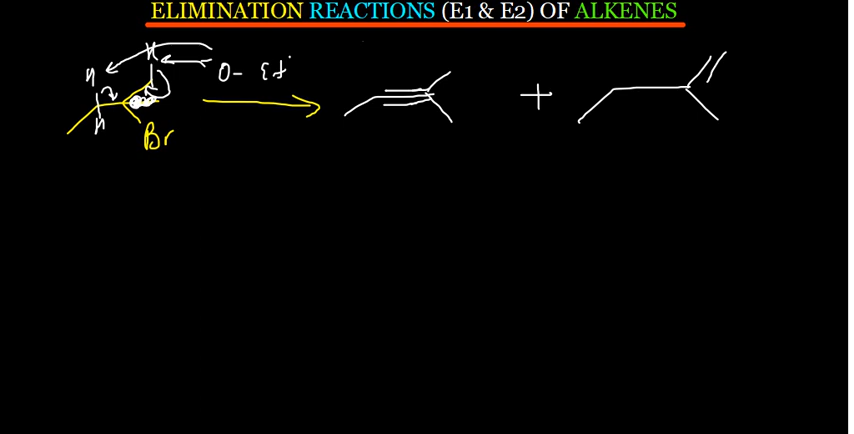 ELIMINATION REACTIONS (E1 & E2) OF ALKENES
H
H
O- Et
H
Br
+